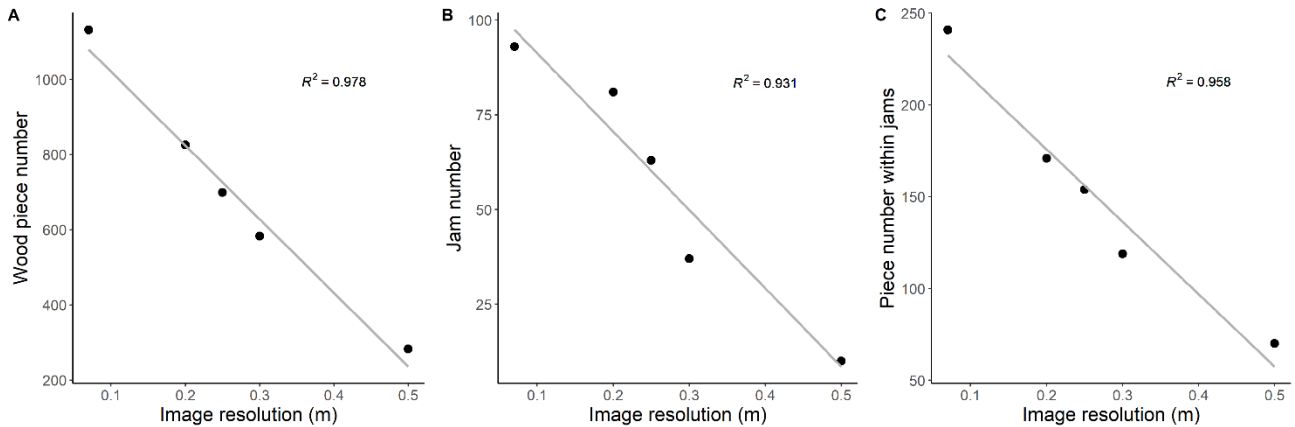 A
Wood piece number
1000
800
600
400
200
R² = 0.978
0.1 0.2 0.3 0.4 0.5
Image resolution (m)
B
Jam number
100
75
50
25
R² = 0.931
0.1 0.2 0.3 0.4 0.5
Image resolution (m)
C
Piece number within jams
250
200
150
100
50
R² = 0.958
0.1 0.2 0.3 0.4 0.5
Image resolution (m)